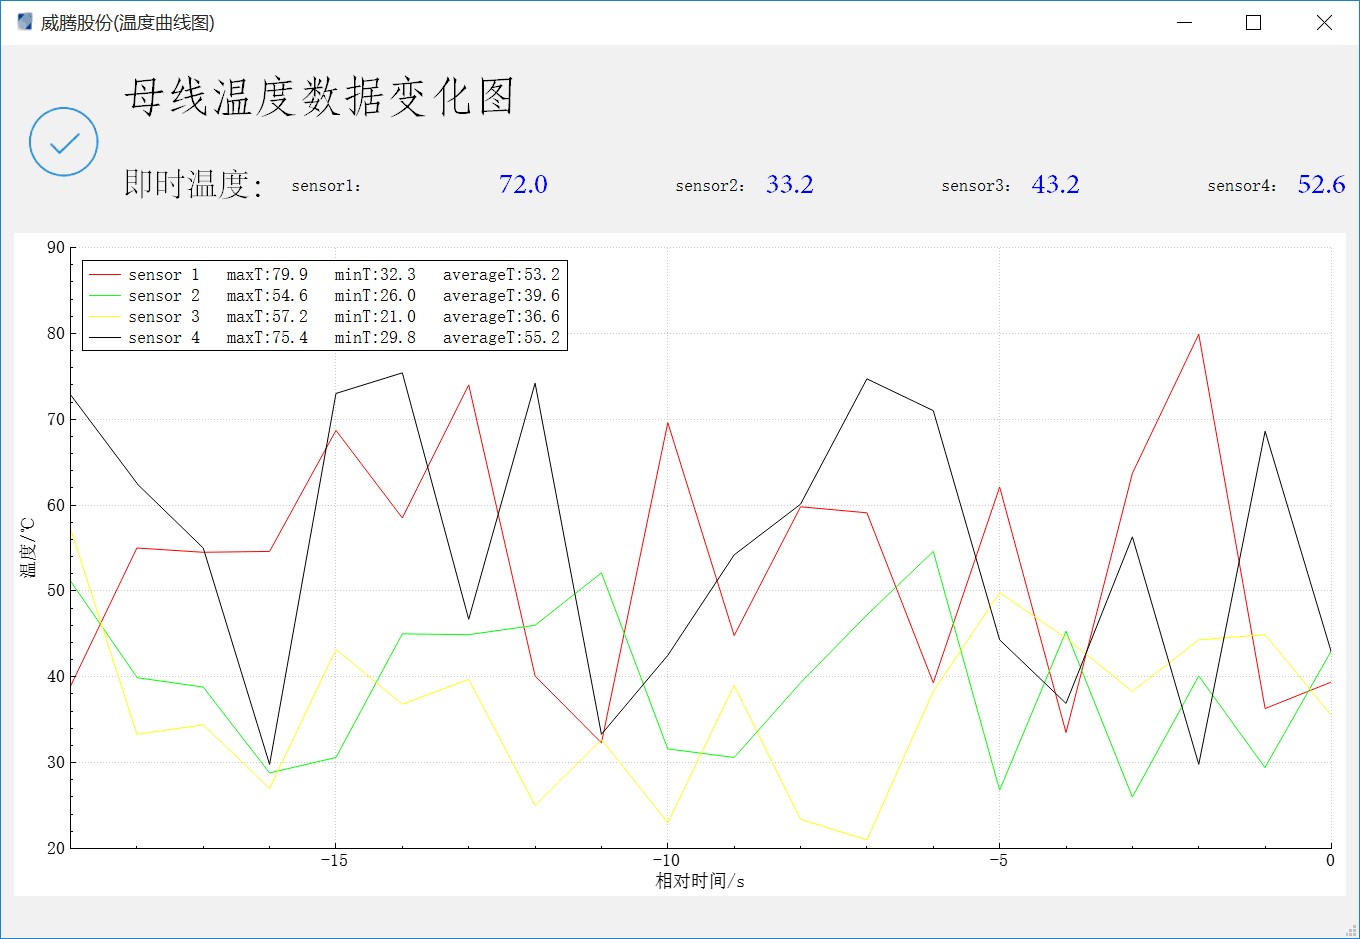 威腾股份(温度曲线图)
母线温度数据变化图
即时温度： sensor1： 72.0 sensor2： 33.2 sensor3： 43.2 sensor4： 52.6
90
sensor 1 maxT:79.9 minT:32.3 averageT:53.2
sensor 2 maxT:54.6 minT:26.0 averageT:39.6
sensor 3 maxT:57.2 minT:21.0 averageT:36.6
sensor 4 maxT:75.4 minT:29.8 averageT:55.2
80
70
60
温度/℃
50
40
30
20
-15 -10 -5 0
相对时间/s